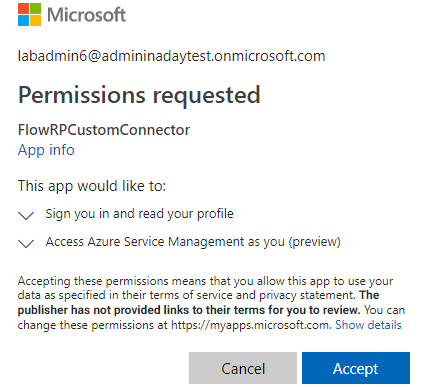 Microsoft
labadmin6@admininadaytest.onmicrosoft.com
Permissions requested
FlowRPCustomConnector
App info
This app would like to:
Sign you in and read your profile
Access Azure Service Management as you (preview)
Accepting these permissions means that you allow this app to use your
data as specified in their terms of service and privacy statement. The
publisher has not provided links to their terms for you to review. You can
change these permissions at https://myapps.microsoft.com. Show details
Cancel
Accept